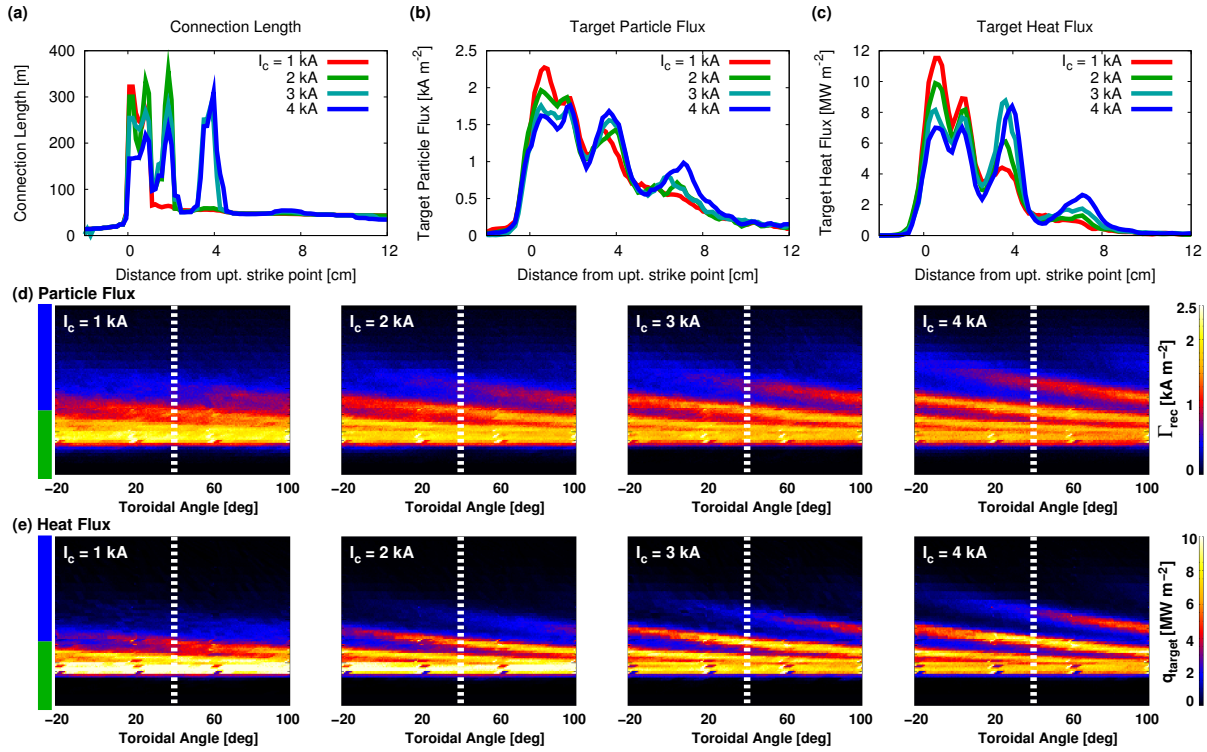 (a)
Connection Length
400
300
200
100
0
Connection Length [m]
I_c = 1 kA
2 kA
3 kA
4 kA
-2
0
2
4
6
8
10
12
Distance from upt. strike point [cm]
(b)
Target Particle Flux
2.5
2
1.5
1
0.5
0
Target Particle Flux [kA m^-2]
I_c = 1 kA
2 kA
3 kA
4 kA
0
4
8
12
Distance from upt. strike point [cm]
(c)
Target Heat Flux
12
10
8
6
4
2
0
Target Heat Flux [MW m^-2]
I_c = 1 kA
2 kA
3 kA
4 kA
0
4
8
12
Distance from upt. strike point [cm]
(d) Particle Flux
I_c = 1 kA
I_c = 2 kA
I_c = 3 kA
I_c = 4 kA
2.5
2
1
0
Γ_rec [kA m^−2]
−20 20 60 100
−20 20 60 100
−20 20 60 100
−20 20 60 100
Toroidal Angle [deg]
Toroidal Angle [deg]
Toroidal Angle [deg]
Toroidal Angle [deg]
(e) Heat Flux
I_c = 1 kA
I_c = 2 kA
I_c = 3 kA
I_c = 4 kA
10
8
6
4
2
0
q_target [MW m^−2]
−20 20 60 100
−20 20 60 100
−20 20 60 100
−20 20 60 100
Toroidal Angle [deg]
Toroidal Angle [deg]
Toroidal Angle [deg]
Toroidal Angle [deg]